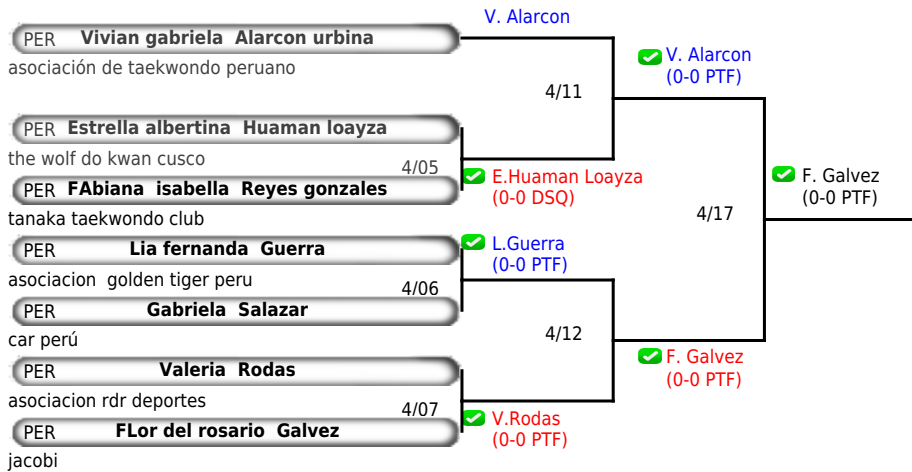 PER Vivian gabriela Alarcon urbina
asociación de taekwondo peruano
PER Estrella albertina Huaman loayza
the wolf do kwan cusco
4/05
PER FAbiana isabella Reyes gonzales
tanaka taekwondo club
PER Lia fernanda Guerra
asociacion golden tiger peru
4/06
PER Gabriela Salazar
car perú
PER Valeria Rodas
asociacion rdr deportes
4/07
PER FLor del rosario Galvez
jacobi
V. Alarcon
4/11
E.Huaman Loayza
(0-0 DSQ)
L.Guerra
(0-0 PTF)
4/12
V.Rodas
(0-0 PTF)
V. Alarcon
(0-0 PTF)
4/17
F. Galvez
(0-0 PTF)
F. Galvez
(0-0 PTF)